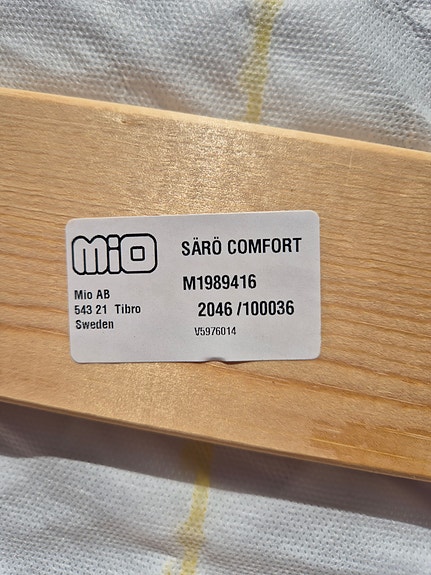 MiO
SÄRÖ COMFORT
M1989416
Mio AB
2046 /100036
543 21 Tibro
Sweden
V5976014